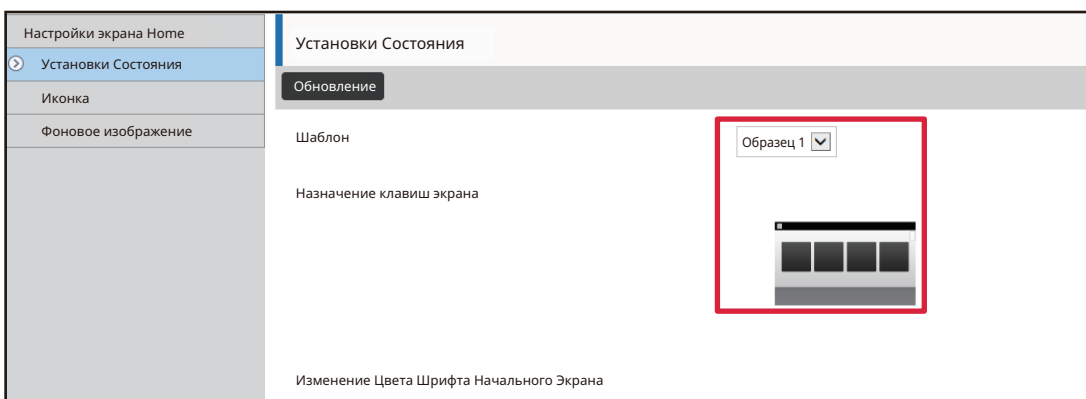 Настройки экрана Home
Установки Состояния
Иконка
Фоновое изображение
Установки Состояния
Обновление
Шаблон
Образец 1
Назначение клавиш экрана
Изменение Цвета Шрифта Начального Экрана